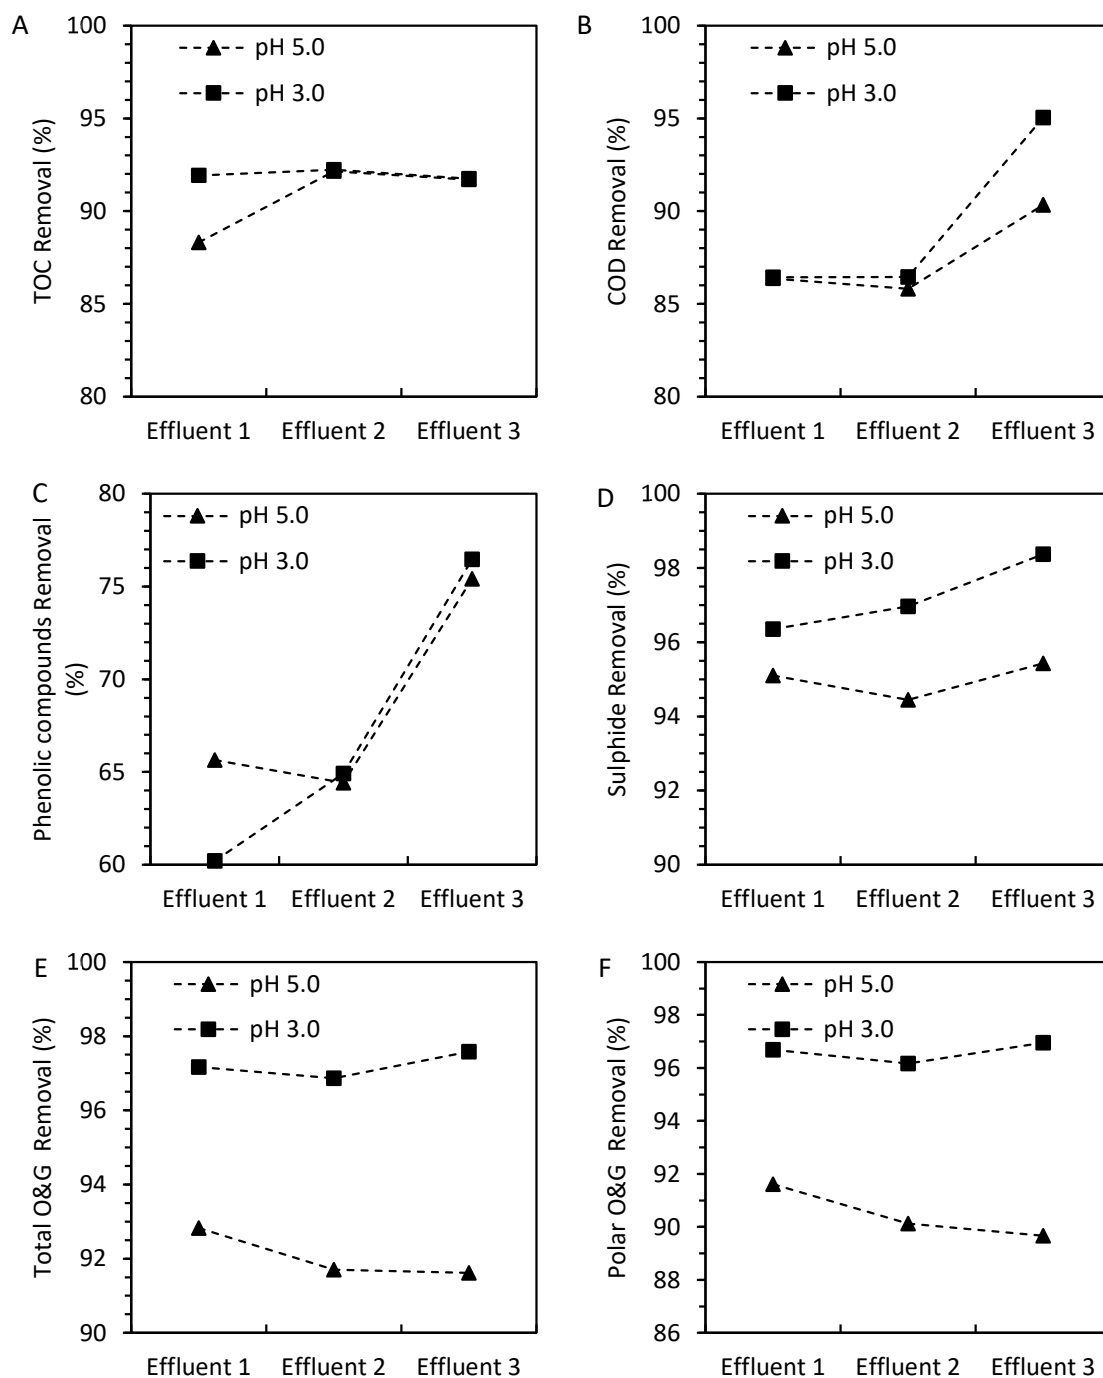 A
TOC Removal (%)
100
95
90
85
80
pH 5.0
pH 3.0
Effluent 1 Effluent 2 Effluent 3
B
COD Removal (%)
100
95
90
85
80
pH 5.0
pH 3.0
Effluent 1 Effluent 2 Effluent 3
C
Phenolic compounds Removal
(%)
80
75
70
65
60
pH 5.0
pH 3.0
Effluent 1 Effluent 2 Effluent 3
D
Sulphide Removal (%)
100
98
96
94
92
90
pH 5.0
pH 3.0
Effluent 1 Effluent 2 Effluent 3
E
Total O&G Removal (%)
100
98
96
94
92
90
pH 5.0
pH 3.0
Effluent 1 Effluent 2 Effluent 3
F
Polar O&G Removal (%)
100
98
96
94
92
90
88
86
pH 5.0
pH 3.0
Effluent 1 Effluent 2 Effluent 3